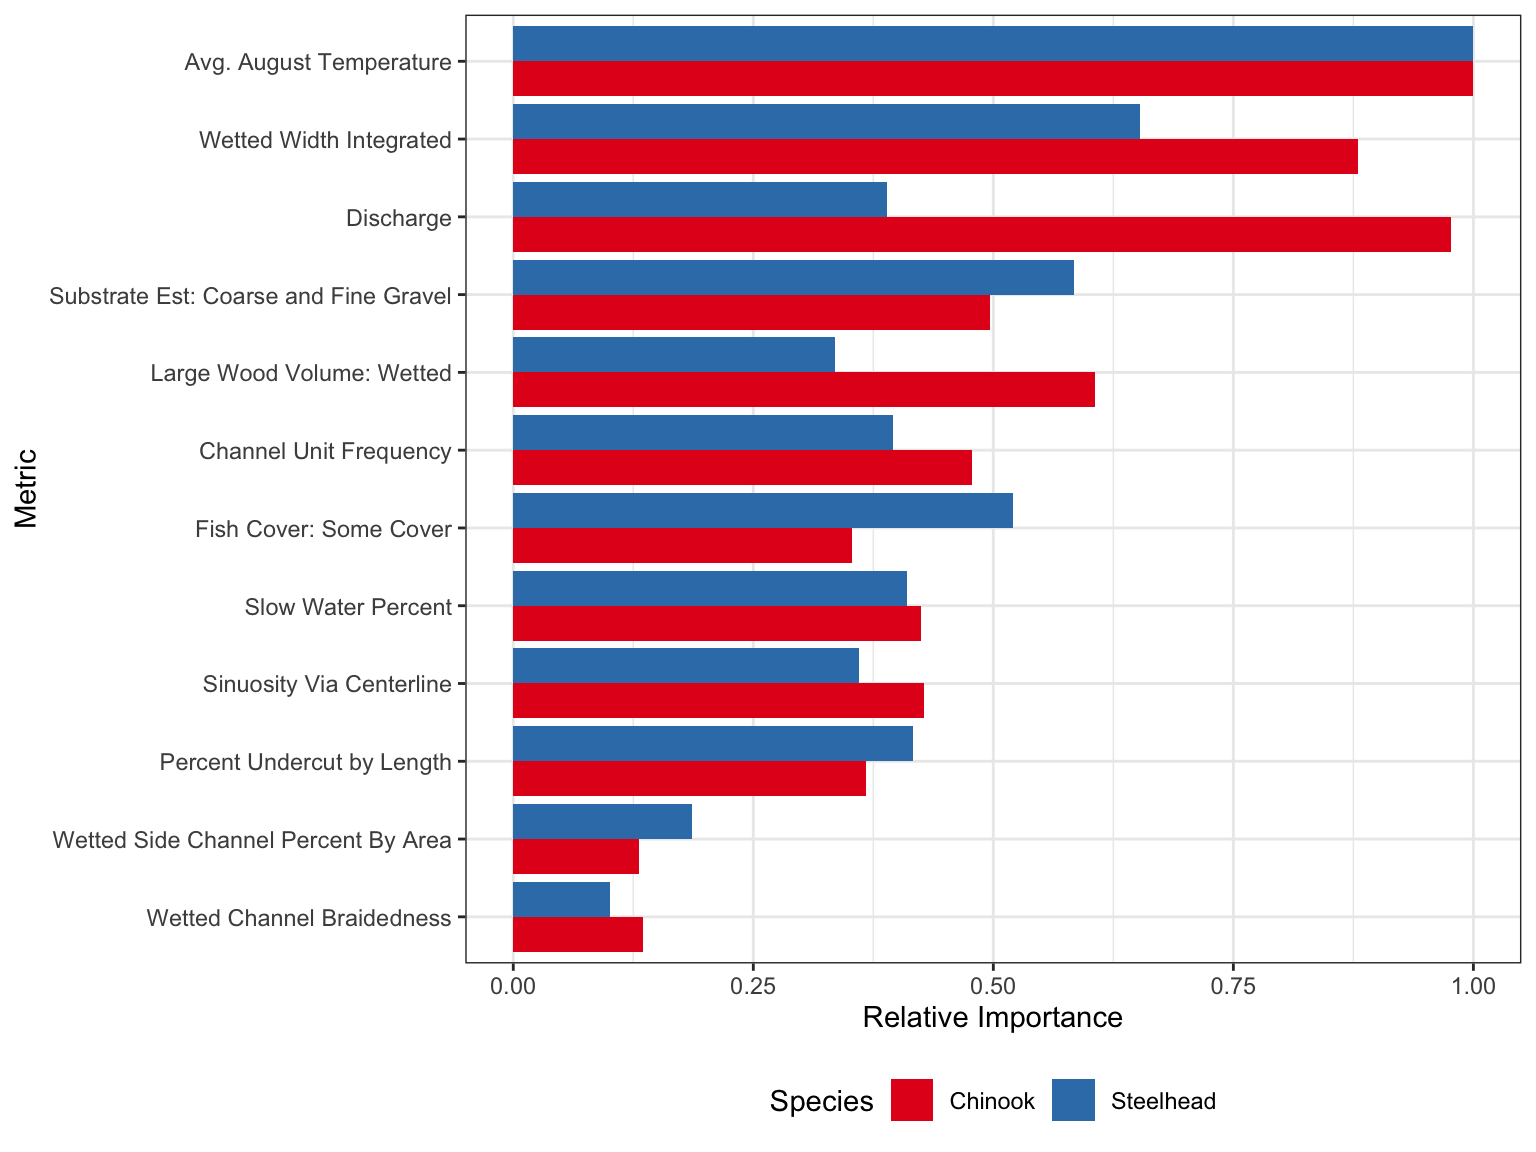 Metric
Avg. August Temperature
Wetted Width Integrated
Discharge
Substrate Est: Coarse and Fine Gravel
Large Wood Volume: Wetted
Channel Unit Frequency
Fish Cover: Some Cover
Slow Water Percent
Sinuosity Via Centerline
Percent Undercut by Length
Wetted Side Channel Percent By Area
Wetted Channel Braidedness
0.00 0.25 0.50 0.75 1.00
Relative Importance
Species Chinook Steelhead